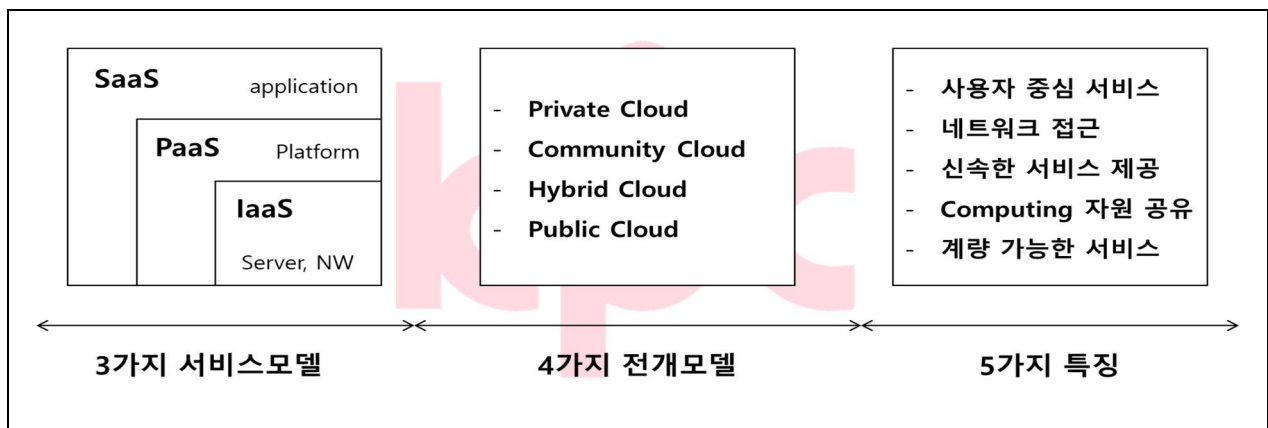 SaaS
application
PaaS
Platform
IaaS
Server, NW
3가지 서비스모델
- Private Cloud
- Community Cloud
- Hybrid Cloud
- Public Cloud
4가지 전개모델
- 사용자 중심 서비스
- 네트워크 접근
- 신속한 서비스 제공
- Computing 자원 공유
- 계량 가능한 서비스
5가지 특징
kpc